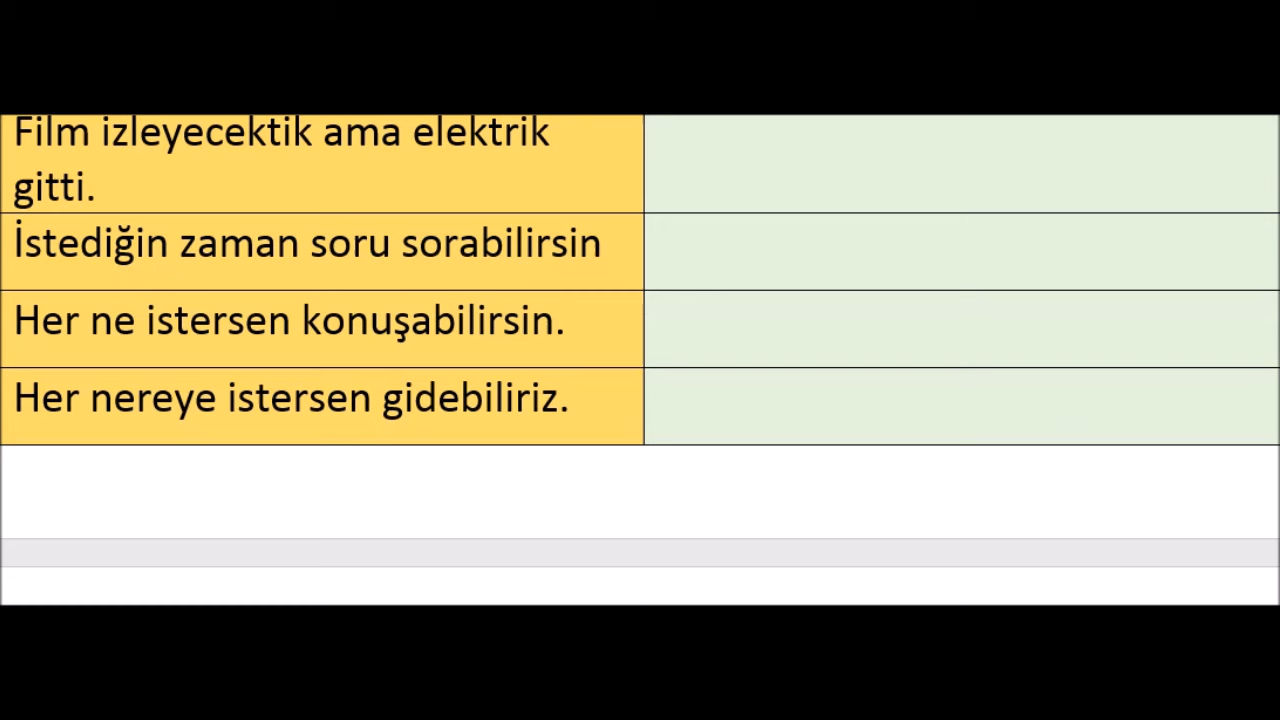 Film izleyecektik ama elektrik
gitti.
İstediğin zaman soru sorabilirsin
Her ne istersen konuşabilirsin.
Her nereye istersen gidebiliriz.